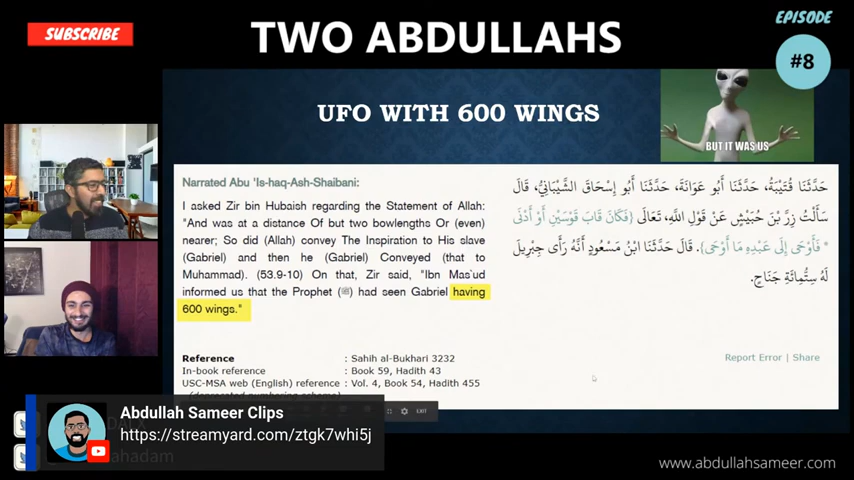 SUBSCRIBE
TWO ABDULLAHS
EPISODE
#8
UFO WITH 600 WINGS
BUT IT WAS US
Narrated Abu 'Is-haq-Ash-Shaibani:
I asked Zir bin Hubaish regarding the Statement of Allah:
"And was at a distance Of but two bowlengths Or (even)
nearer; So did (Allah) convey The Inspiration to His slave
(Gabriel) and then he (Gabriel) Conveyed (that to
Muhammad). (53.9-10) On that, Zir said, "Ibn Mas`ud
informed us that the Prophet (ﷺ) had seen Gabriel having
600 wings."
حَدَّثَنَا قُتَيْبَةُ، حَدَّثَنَا أَبُو عَوَانَةَ، حَدَّثَنَا أَبُو إِسْحَاقَ الشَّيْبَانِيُّ، قَالَ
سَأَلْتُ زِرَّ بْنَ حُبَيْشٍ عَنْ قَوْلِ اللَّهِ، تَعَالَى {فَكَانَ قَابَ قَوْسَيْنِ أَوْ أَدْنَى
* فَأَوْحَى إِلَى عَبْدِهِ مَا أَوْحَى}. قَالَ حَدَّثَنَا ابْنُ مَسْعُودٍ أَنَّهُ رَأَى جِبْرِيلَ
لَهُ سِتُّمِائَةِ جَنَاحٍ.
Reference : Sahih al-Bukhari 3232
In-book reference : Book 59, Hadith 43
USC-MSA web (English) reference : Vol. 4, Book 54, Hadith 455
Report Error | Share
EXIT
Abdullah Sameer Clips
https://streamyard.com/ztgk7whi5j
www.abdullahsameer.com